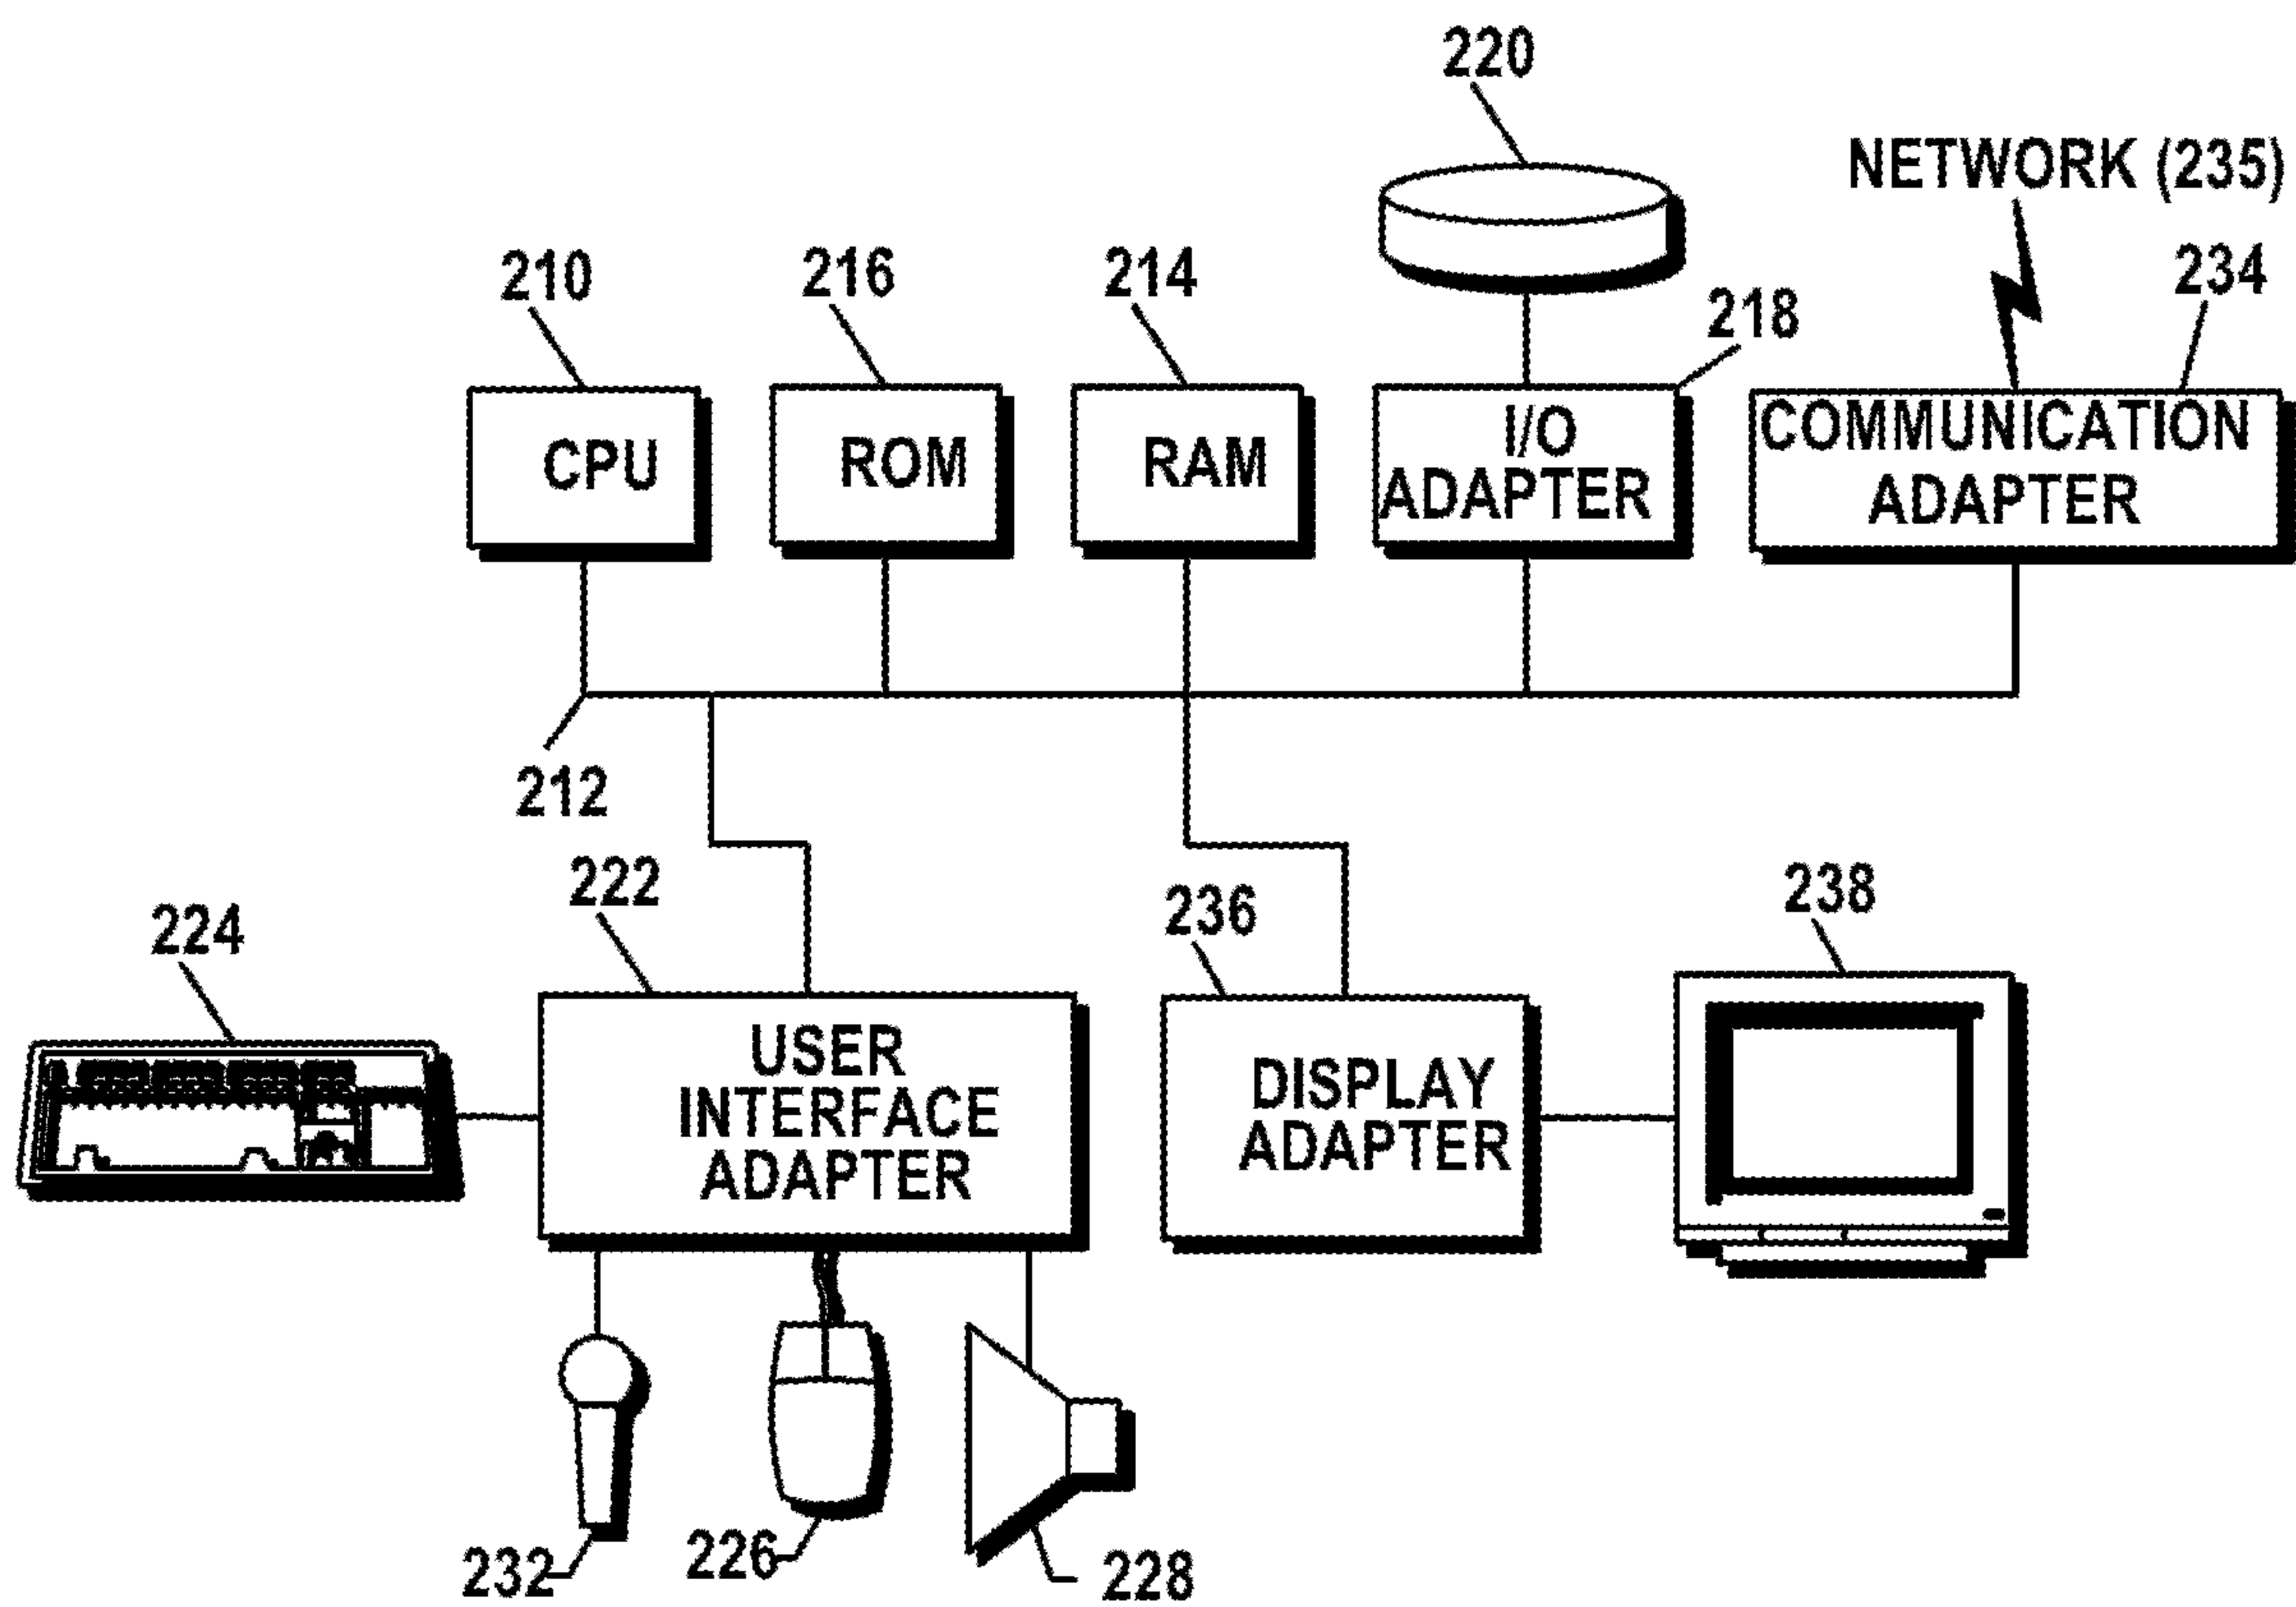 220
NETWORK (235)
210
216
214
218
234
CPU
ROM
RAM
I/O
ADAPTER
COMMUNICATION
ADAPTER
212
222
224
236
238
USER
INTERFACE
ADAPTER
DISPLAY
ADAPTER
232
226
228